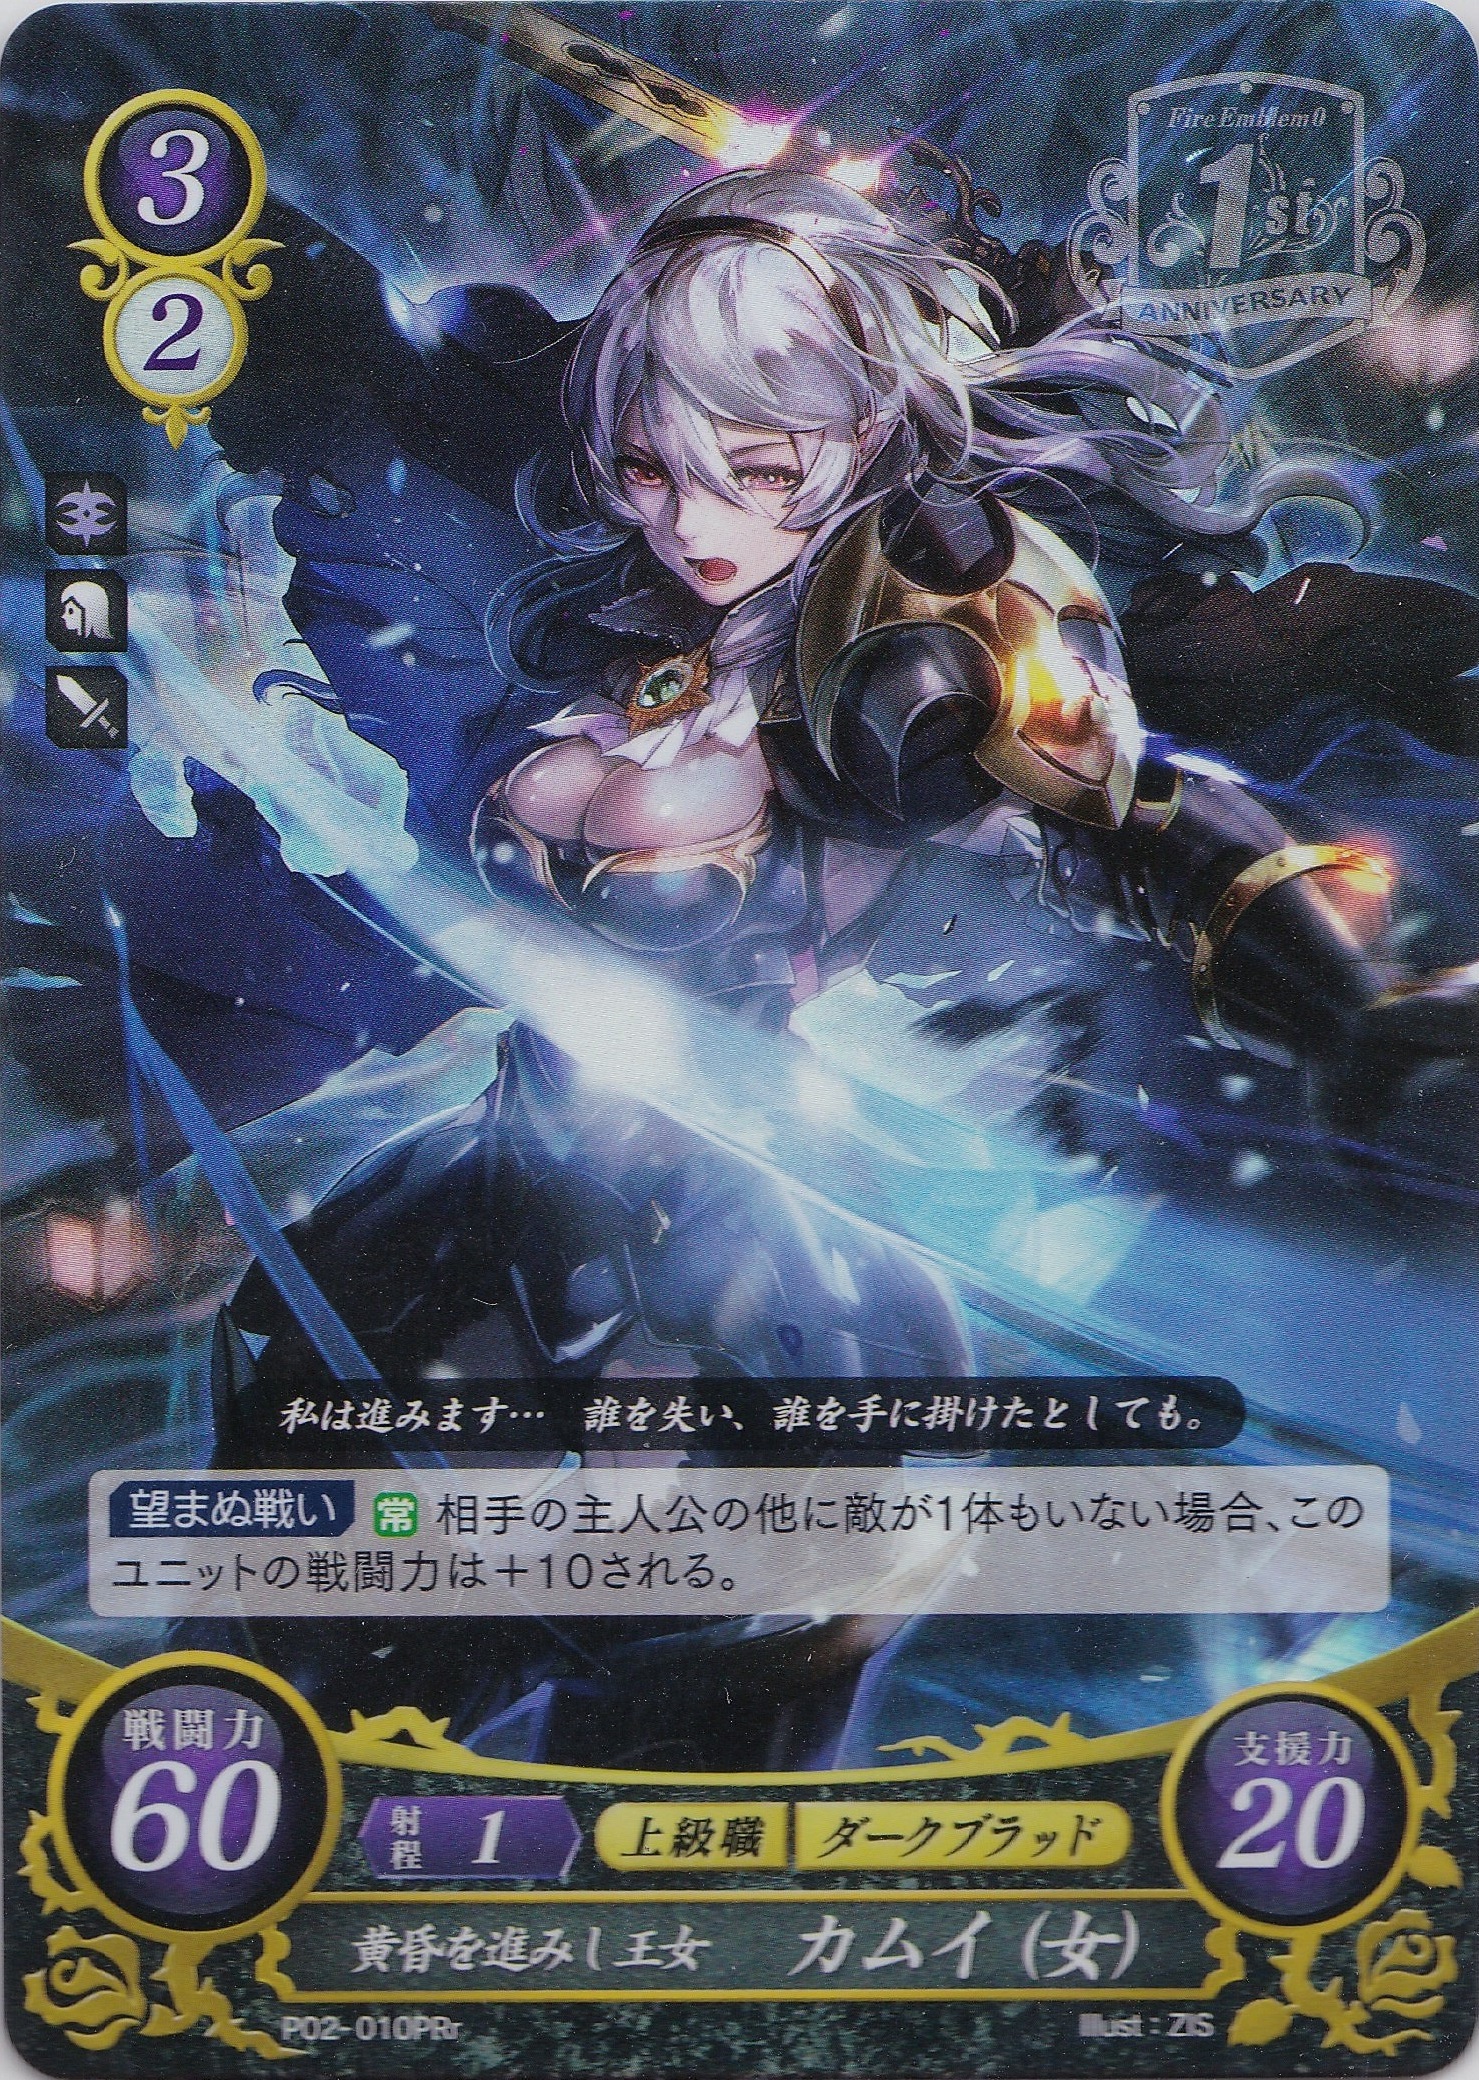 3
2
Fire Emblem 0
1st
ANNIVERSARY
私は進みます… 誰を失い、誰を手に掛けたとしても。
望まぬ戦い 常 相手の主人公の他に敵が1体もいない場合、この
ユニットの戦闘力は+10される。
戦闘力
60
射程 1
上級職 ダークブラッド
支援力
20
黄昏を進みし王女 カムイ(女)
P02-010PRr
Illust:ZIS